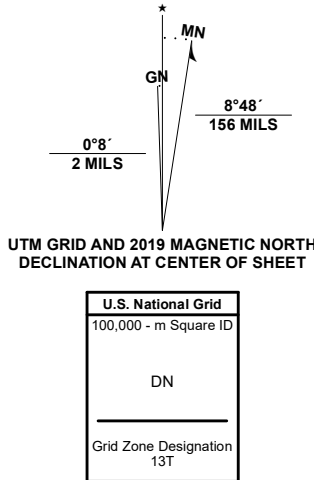 MN
GN
0°8´
2 MILS
8°48´
156 MILS
UTM GRID AND 2019 MAGNETIC NORTH
DECLINATION AT CENTER OF SHEET
U.S. National Grid
100,000 - m Square ID
DN
Grid Zone Designation
13T